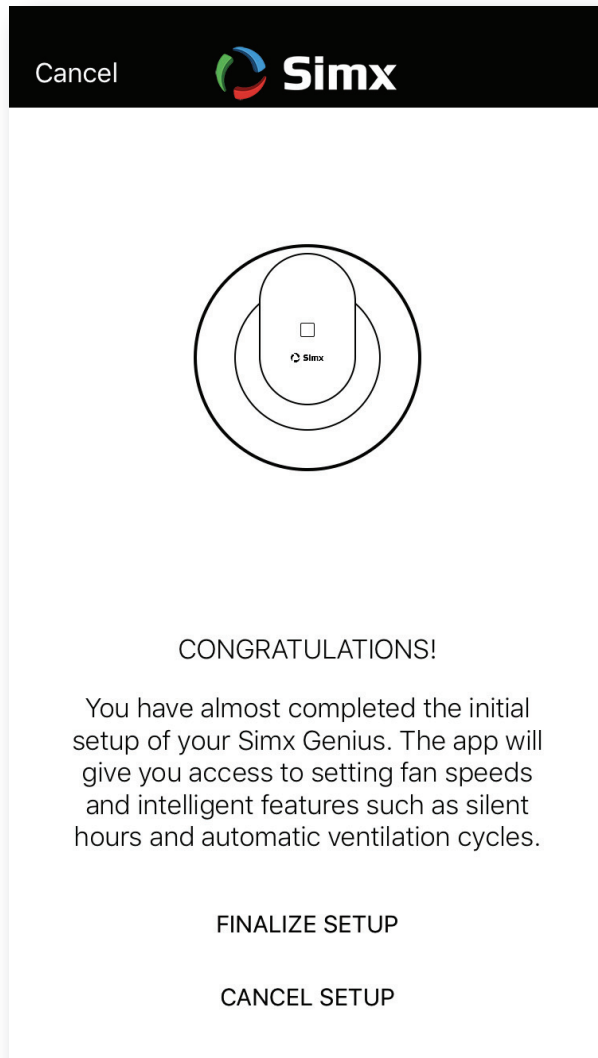 Cancel
Simx
Simx
CONGRATULATIONS!
You have almost completed the initial
setup of your Simx Genius. The app will
give you access to setting fan speeds
and intelligent features such as silent
hours and automatic ventilation cycles.
FINALIZE SETUP
CANCEL SETUP